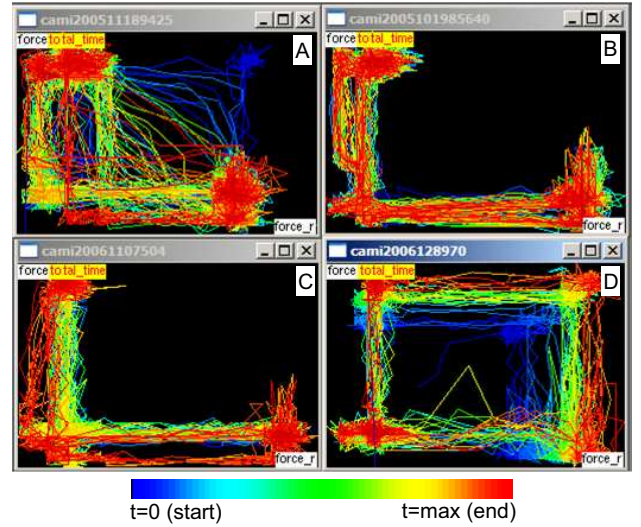 cami200511189425
A
force total_time
force_r
cami2005101985640
B
force total_time
force_r
cami20061107504
C
force total_time
force_r
cami2006128970
D
force total_time
force_r
t=0 (start)
t=max (end)